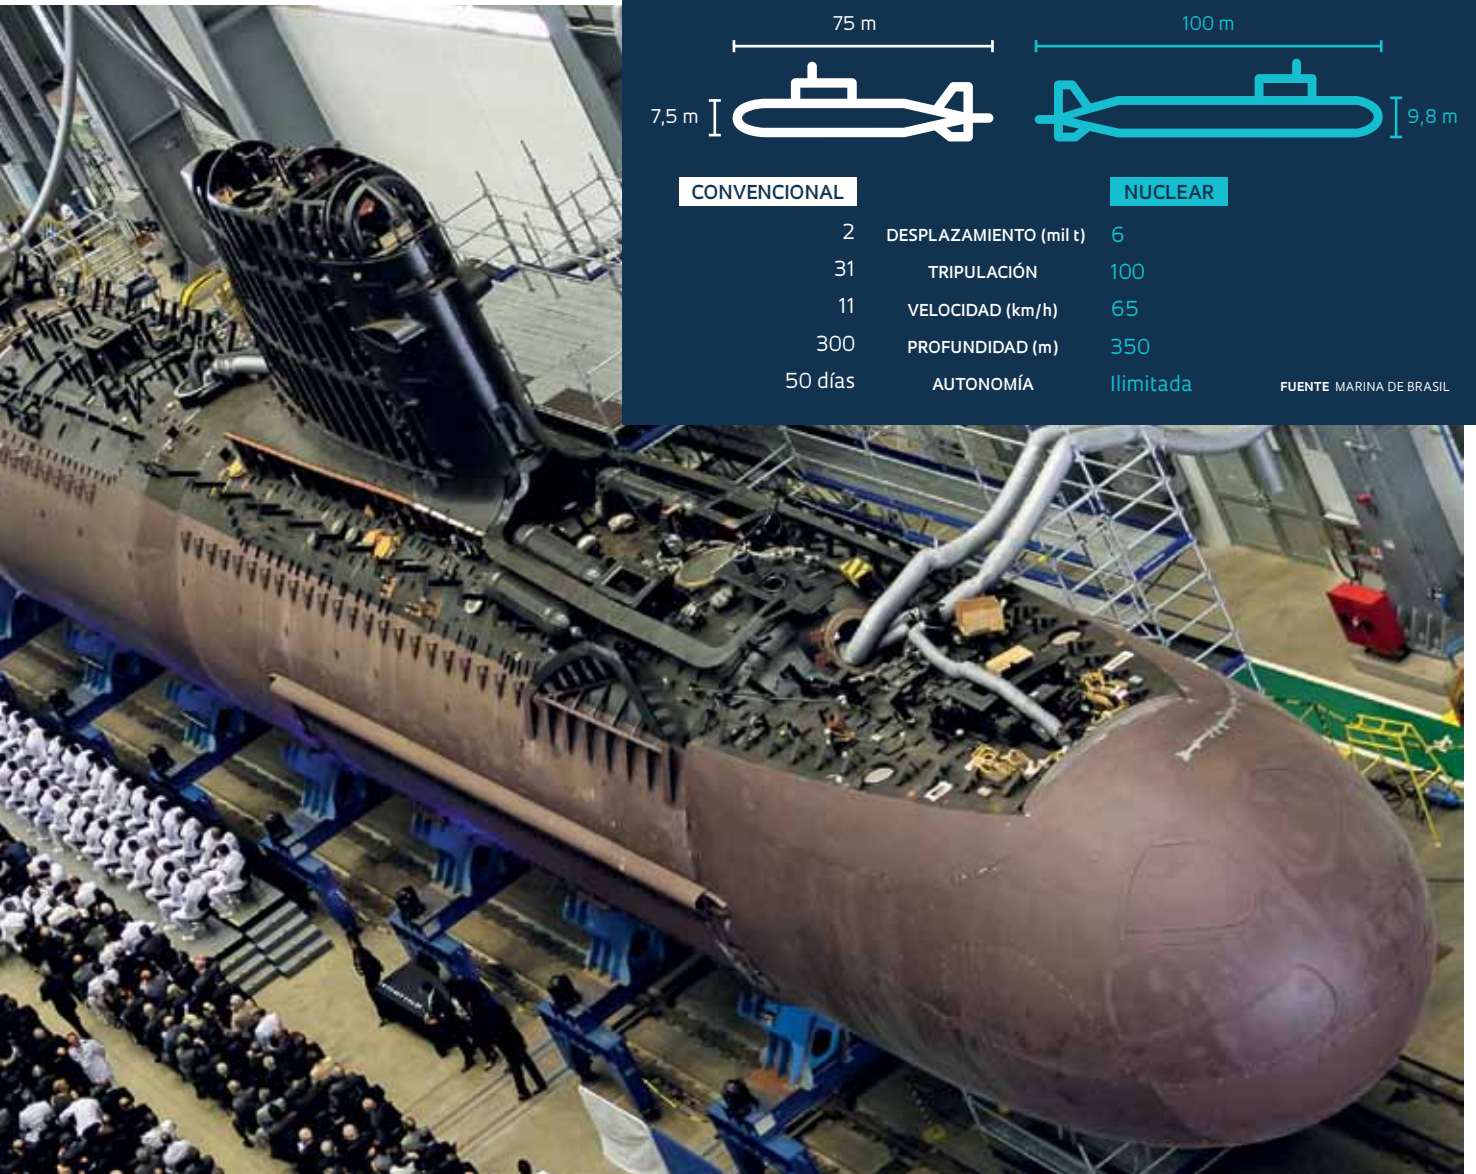 75 m
100 m
7,5 m
9,8 m
CONVENCIONAL
NUCLEAR
2 DESPLAZAMIENTO (mil t) 6
31 TRIPULACIÓN 100
11 VELOCIDAD (km/h) 65
300 PROFUNDIDAD (m) 350
50 días AUTONOMÍA Ilimitada
FUENTE MARINA DE BRASIL